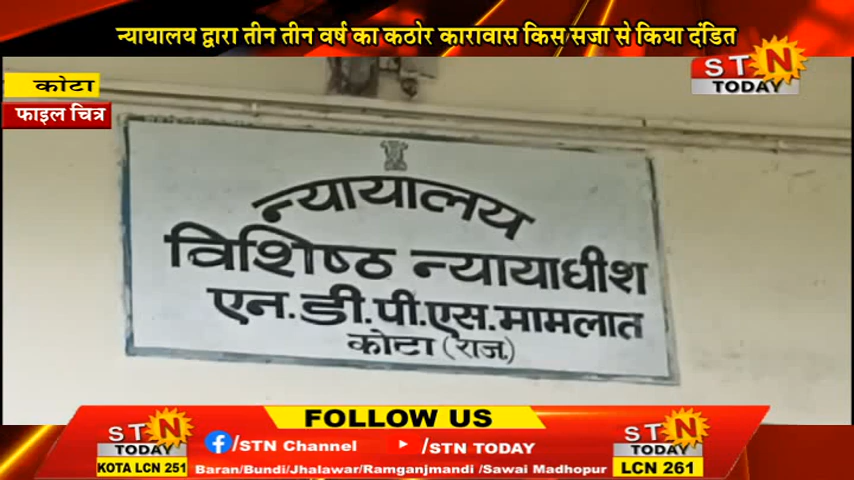 न्यायालय द्वारा तीन तीन वर्ष का कठोर कारावास किस सजा से किया दंडित
STN
TODAY
कोटा
फाइल चित्र
न्यायालय
विशिष्ठ न्यायाधीश
एन.डी.पी.एस.मामलात
कोटा (राज.)
FOLLOW US
STN
TODAY
KOTA LCN 251
/STN Channel
/STN TODAY
Baran/Bundi/Jhalawar/Ramganjmandi /Sawai Madhopur
STN
TODAY
LCN 261